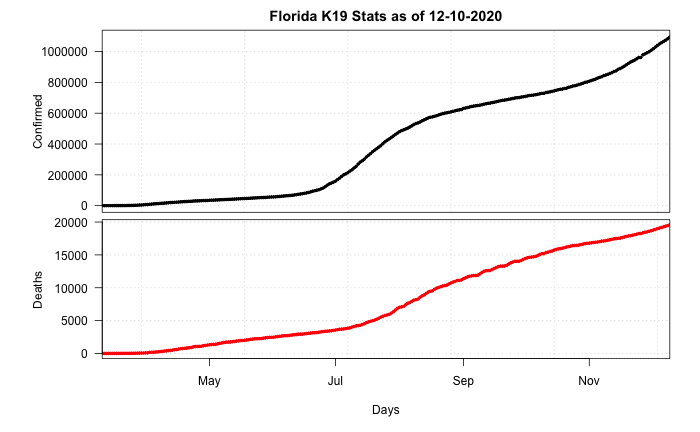 Florida K19 Stats as of 12-10-2020
Confirmed
1000000
800000
600000
400000
200000
0
Deaths
20000
15000
10000
5000
0
May Jul Sep Nov
Days